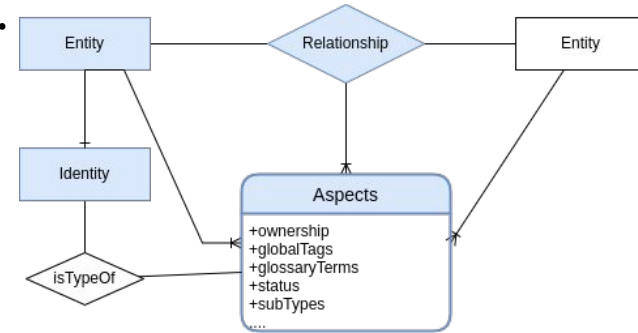 Entity
Relationship
Entity
Identity
Aspects
isTypeOf
+ownership
+globalTags
+glossaryTerms
+status
+subTypes
....